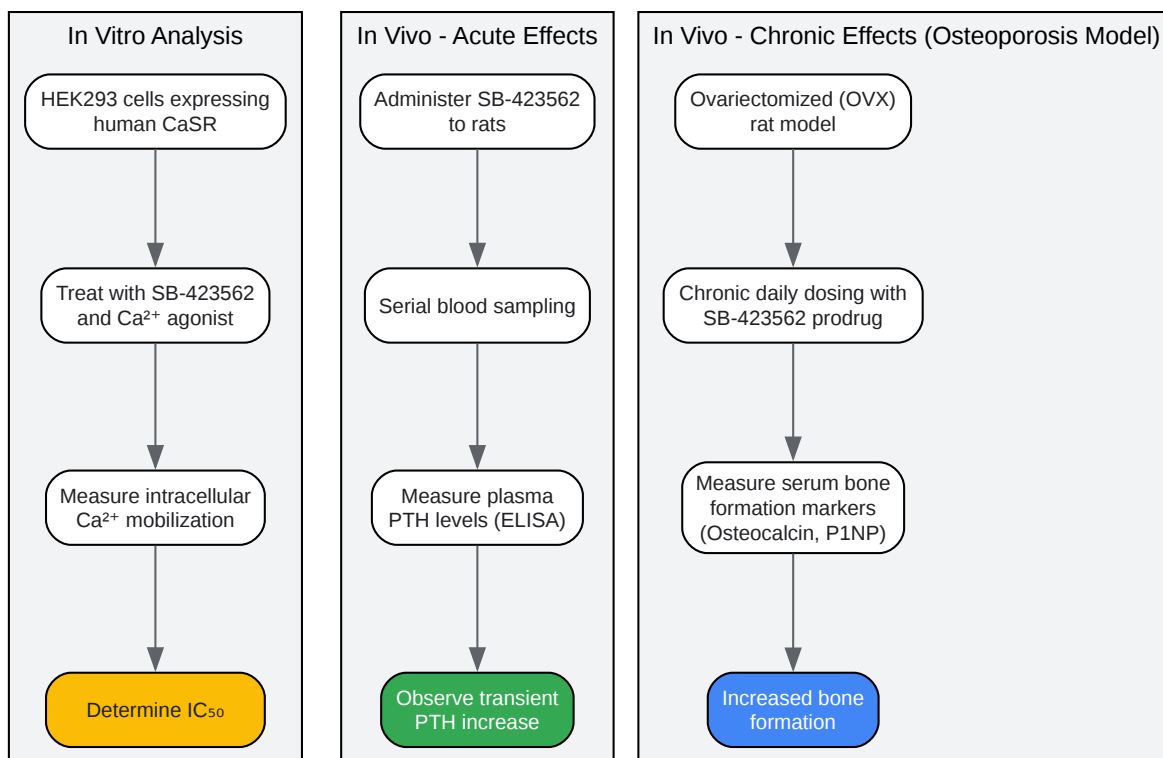 In Vitro Analysis
HEK293 cells expressing
human CaSR
Treat with SB-423562
and Ca²⁺ agonist
Measure intracellular
Ca²⁺ mobilization
Determine IC₅₀
In Vivo - Acute Effects
Administer SB-423562
to rats
Serial blood sampling
Measure plasma
PTH levels (ELISA)
Observe transient
PTH increase
In Vivo - Chronic Effects (Osteoporosis Model)
Ovariectomized (OVX)
rat model
Chronic daily dosing with
SB-423562 prodrug
Measure serum bone
formation markers
(Osteocalcin, P1NP)
Increased bone
formation